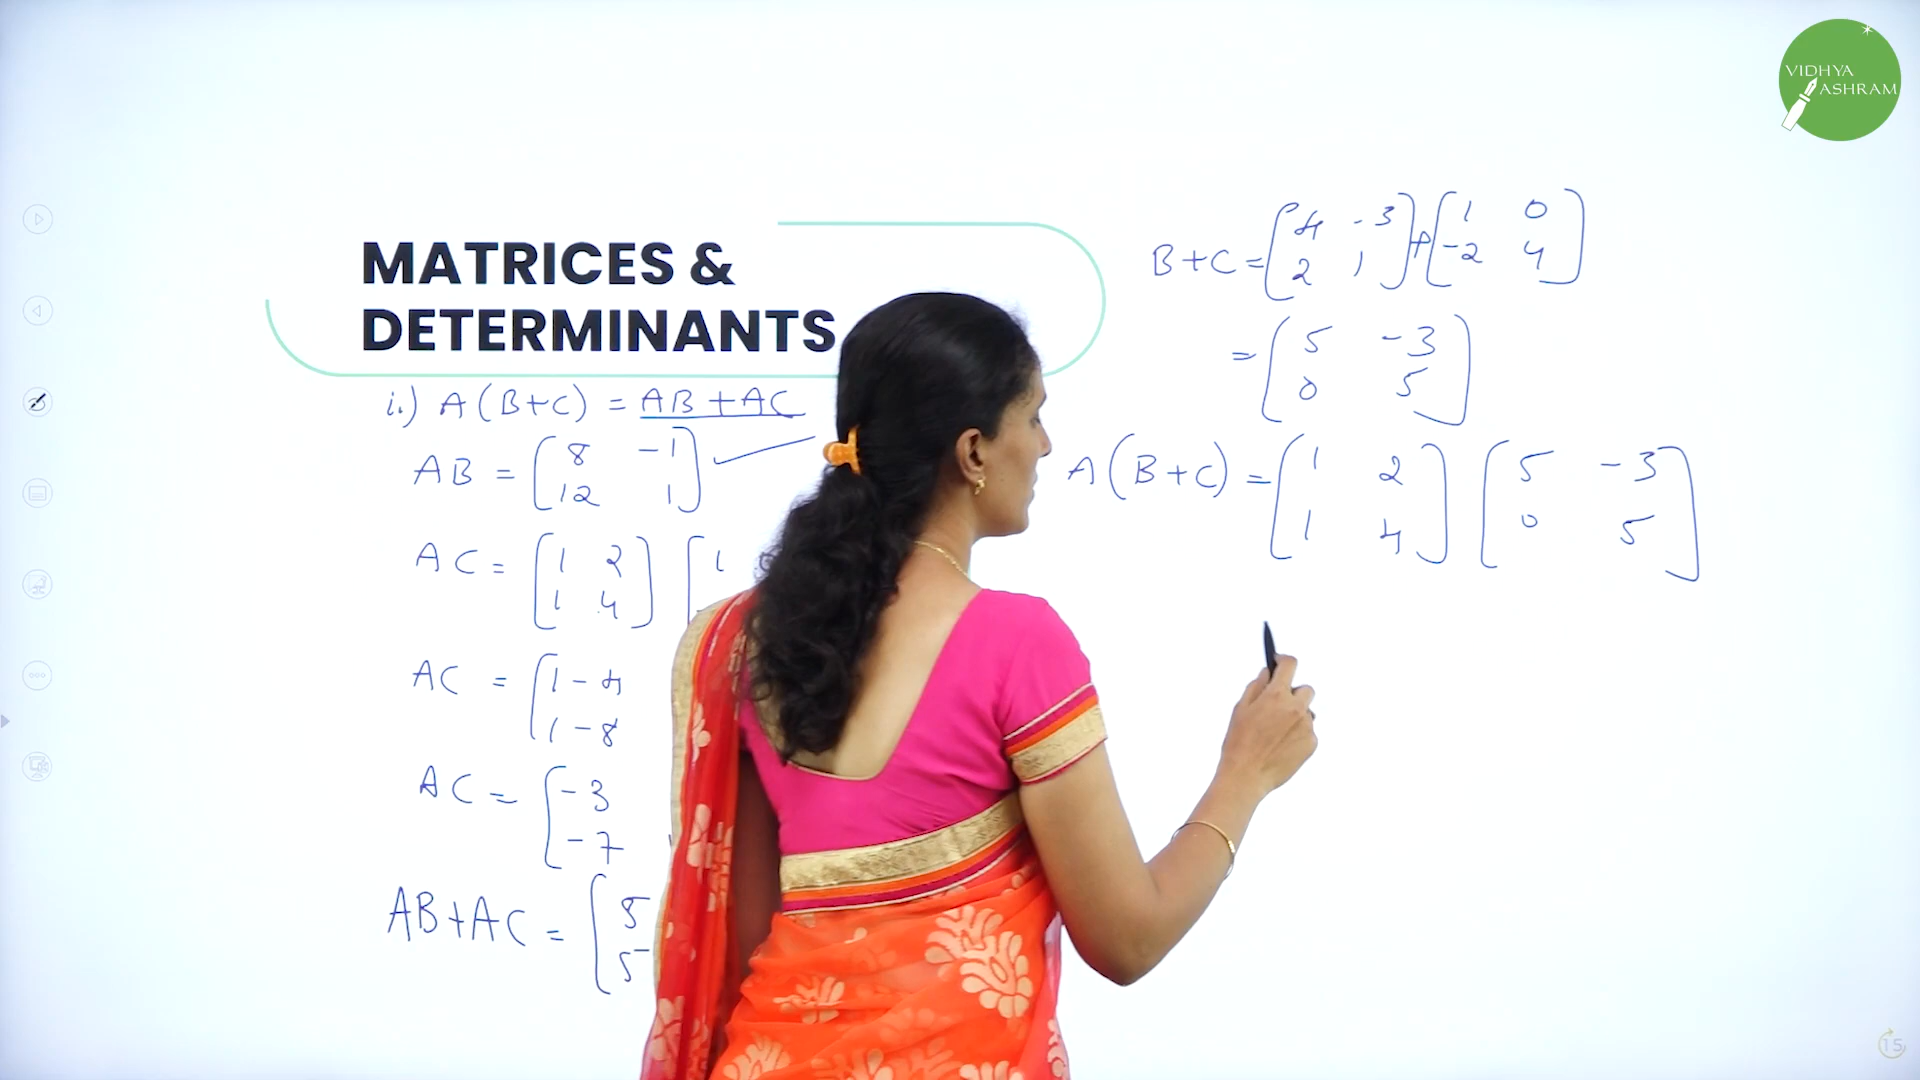 VIDHYA
ASHRAM
MATRICES &
DETERMINANTS
i.) A(B+C) = AB+AC
AB = [8 -1
12 1]
AC = [1 2
1 4] [1
AC = [1-4
1-8
AC = [-3
-7
AB+AC = [5
5
B+C = [4 -3
2 1] + [1 0
-2 4]
= [5 -3
0 5]
A(B+C) = [1 2
1 4] [5 -3
0 5]
15